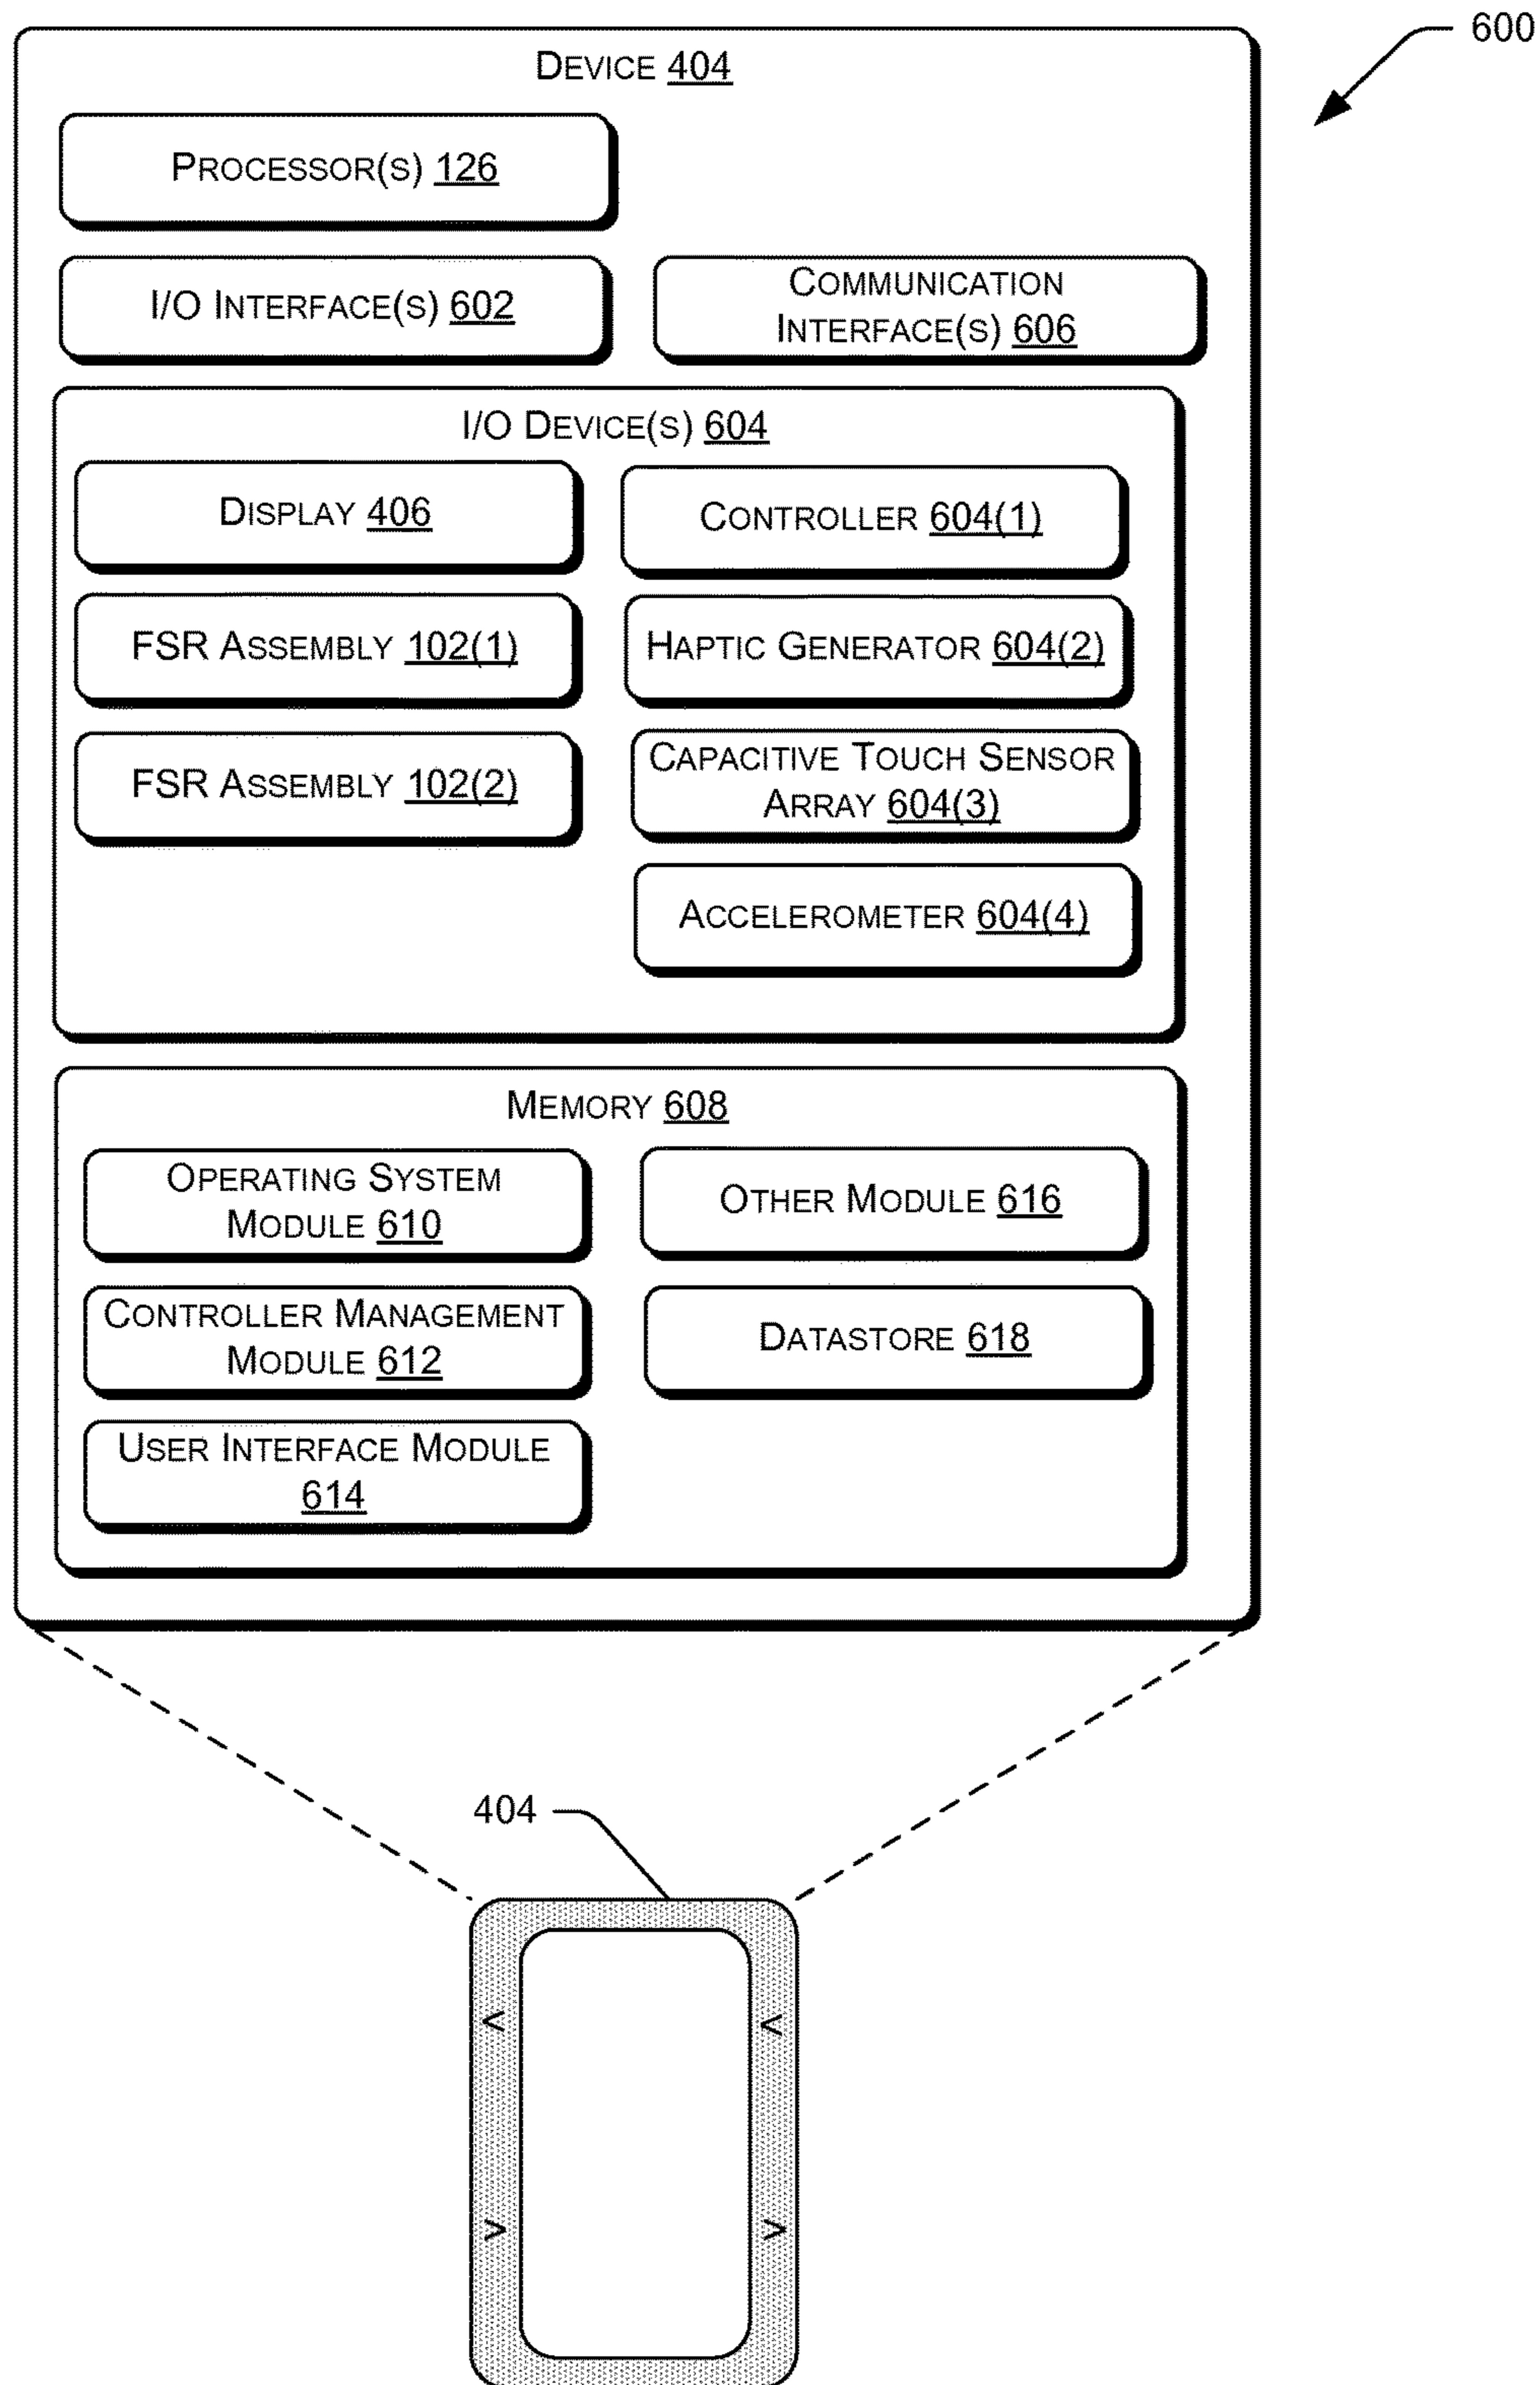 600
DEVICE 404
PROCESSOR(S) 126
I/O INTERFACE(S) 602
COMMUNICATION
INTERFACE(S) 606
I/O DEVICE(S) 604
DISPLAY 406
CONTROLLER 604(1)
FSR ASSEMBLY 102(1)
HAPTIC GENERATOR 604(2)
FSR ASSEMBLY 102(2)
CAPACITIVE TOUCH SENSOR
ARRAY 604(3)
ACCELEROMETER 604(4)
MEMORY 608
OPERATING SYSTEM
MODULE 610
OTHER MODULE 616
CONTROLLER MANAGEMENT
MODULE 612
DATASTORE 618
USER INTERFACE MODULE
614
404
< <
> >